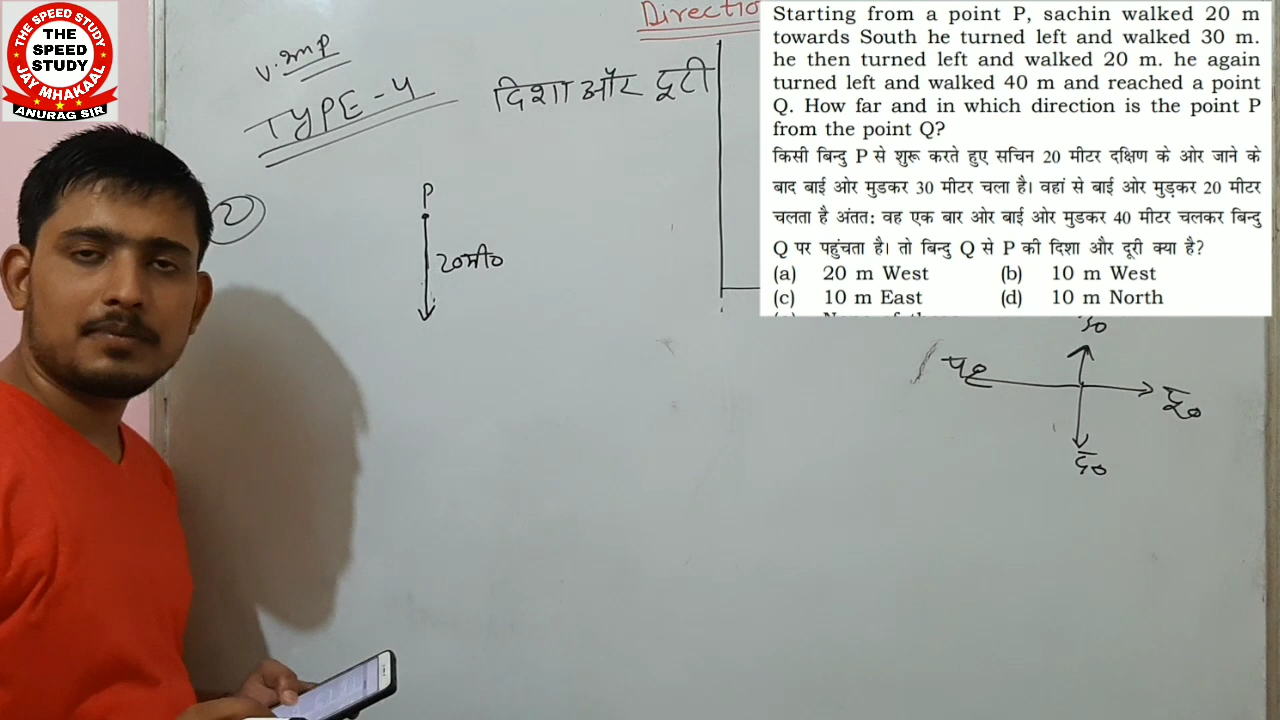 THE SPEED STUDY
THE
SPEED
STUDY
JAY MHAKAAL
ANURAG SIR
V. Imp
TYPE-4
दिशा और दूरी
Directio
2
P
20मी०
Starting from a point P, sachin walked 20 m
towards South he turned left and walked 30 m.
he then turned left and walked 20 m. he again
turned left and walked 40 m and reached a point
Q. How far and in which direction is the point P
from the point Q?
किसी बिन्दु P से शुरू करते हुए सचिन 20 मीटर दक्षिण के ओर जाने के
बाद बाई ओर मुडकर 30 मीटर चला है। वहां से बाई ओर मुड़कर 20 मीटर
चलता है अंतत: वह एक बार ओर बाई ओर मुडकर 40 मीटर चलकर बिन्दु
Q पर पहुंचता है। तो बिन्दु Q से P की दिशा और दूरी क्या है?
(a) 20 m West (b) 10 m West
(c) 10 m East (d) 10 m North
उ०
पू०
द०